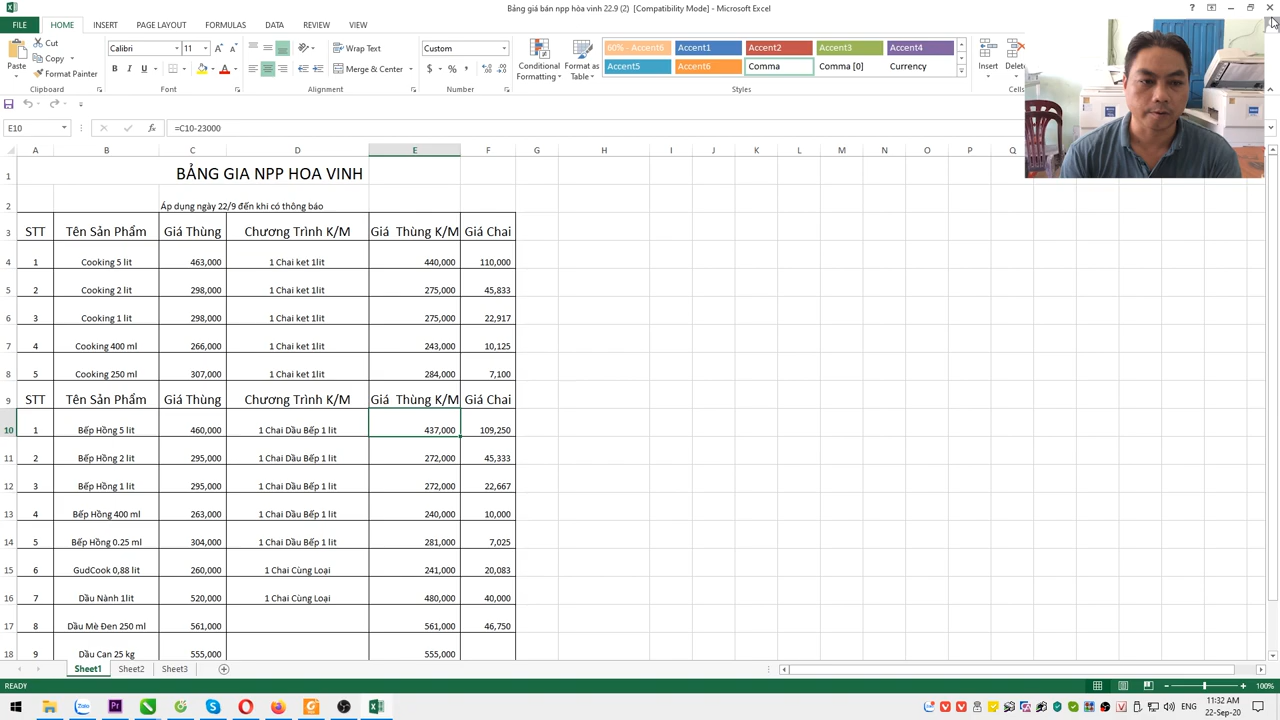 Bảng giá bán npp hòa vinh 22.9 (2) [Compatibility Mode] - Microsoft Excel
FILE HOME INSERT PAGE LAYOUT FORMULAS DATA REVIEW VIEW
Paste
Cut
Copy
Format Painter
Clipboard
Calibri 11
B I U
Font
Wrap Text
Merge & Center
Alignment
Custom
$ % ,
Number
Conditional Formatting
Format as Table
60% - Accent6 Accent1 Accent2 Accent3 Accent4
Accent5 Accent6 Comma Comma [0] Currency
Styles
Insert Delete
Cells
E10 fx =C10-23000
A B C D E F G H I J K L M N O P Q
1 BẢNG GIA NPP HOA VINH
2 Áp dụng ngày 22/9 đến khi có thông báo
3 STT Tên Sản Phẩm Giá Thùng Chương Trình K/M Giá Thùng K/M Giá Chai
4 1 Cooking 5 lit 463,000 1 Chai ket 1lit 440,000 110,000
5 2 Cooking 2 lit 298,000 1 Chai ket 1lit 275,000 45,833
6 3 Cooking 1 lit 298,000 1 Chai ket 1lit 275,000 22,917
7 4 Cooking 400 ml 266,000 1 Chai ket 1lit 243,000 10,125
8 5 Cooking 250 ml 307,000 1 Chai ket 1lit 284,000 7,100
9 STT Tên Sản Phẩm Giá Thùng Chương Trình K/M Giá Thùng K/M Giá Chai
10 1 Bếp Hồng 5 lit 460,000 1 Chai Dầu Bếp 1 lit 437,000 109,250
11 2 Bếp Hồng 2 lit 295,000 1 Chai Dầu Bếp 1 lit 272,000 45,333
12 3 Bếp Hồng 1 lit 295,000 1 Chai Dầu Bếp 1 lit 272,000 22,667
13 4 Bếp Hồng 400 ml 263,000 1 Chai Dầu Bếp 1 lit 240,000 10,000
14 5 Bếp Hồng 0.25 ml 304,000 1 Chai Dầu Bếp 1 lit 281,000 7,025
15 6 GudCook 0,88 lit 260,000 1 Chai Cùng Loại 241,000 20,083
16 7 Dầu Nành 1lit 520,000 1 Chai Cùng Loại 480,000 40,000
17 8 Dầu Mè Đen 250 ml 561,000 561,000 46,750
18 9 Dầu Can 25 kg 555,000 555,000
Sheet1 Sheet2 Sheet3
READY 100%
ENG 11:32 AM
22-Sep-20